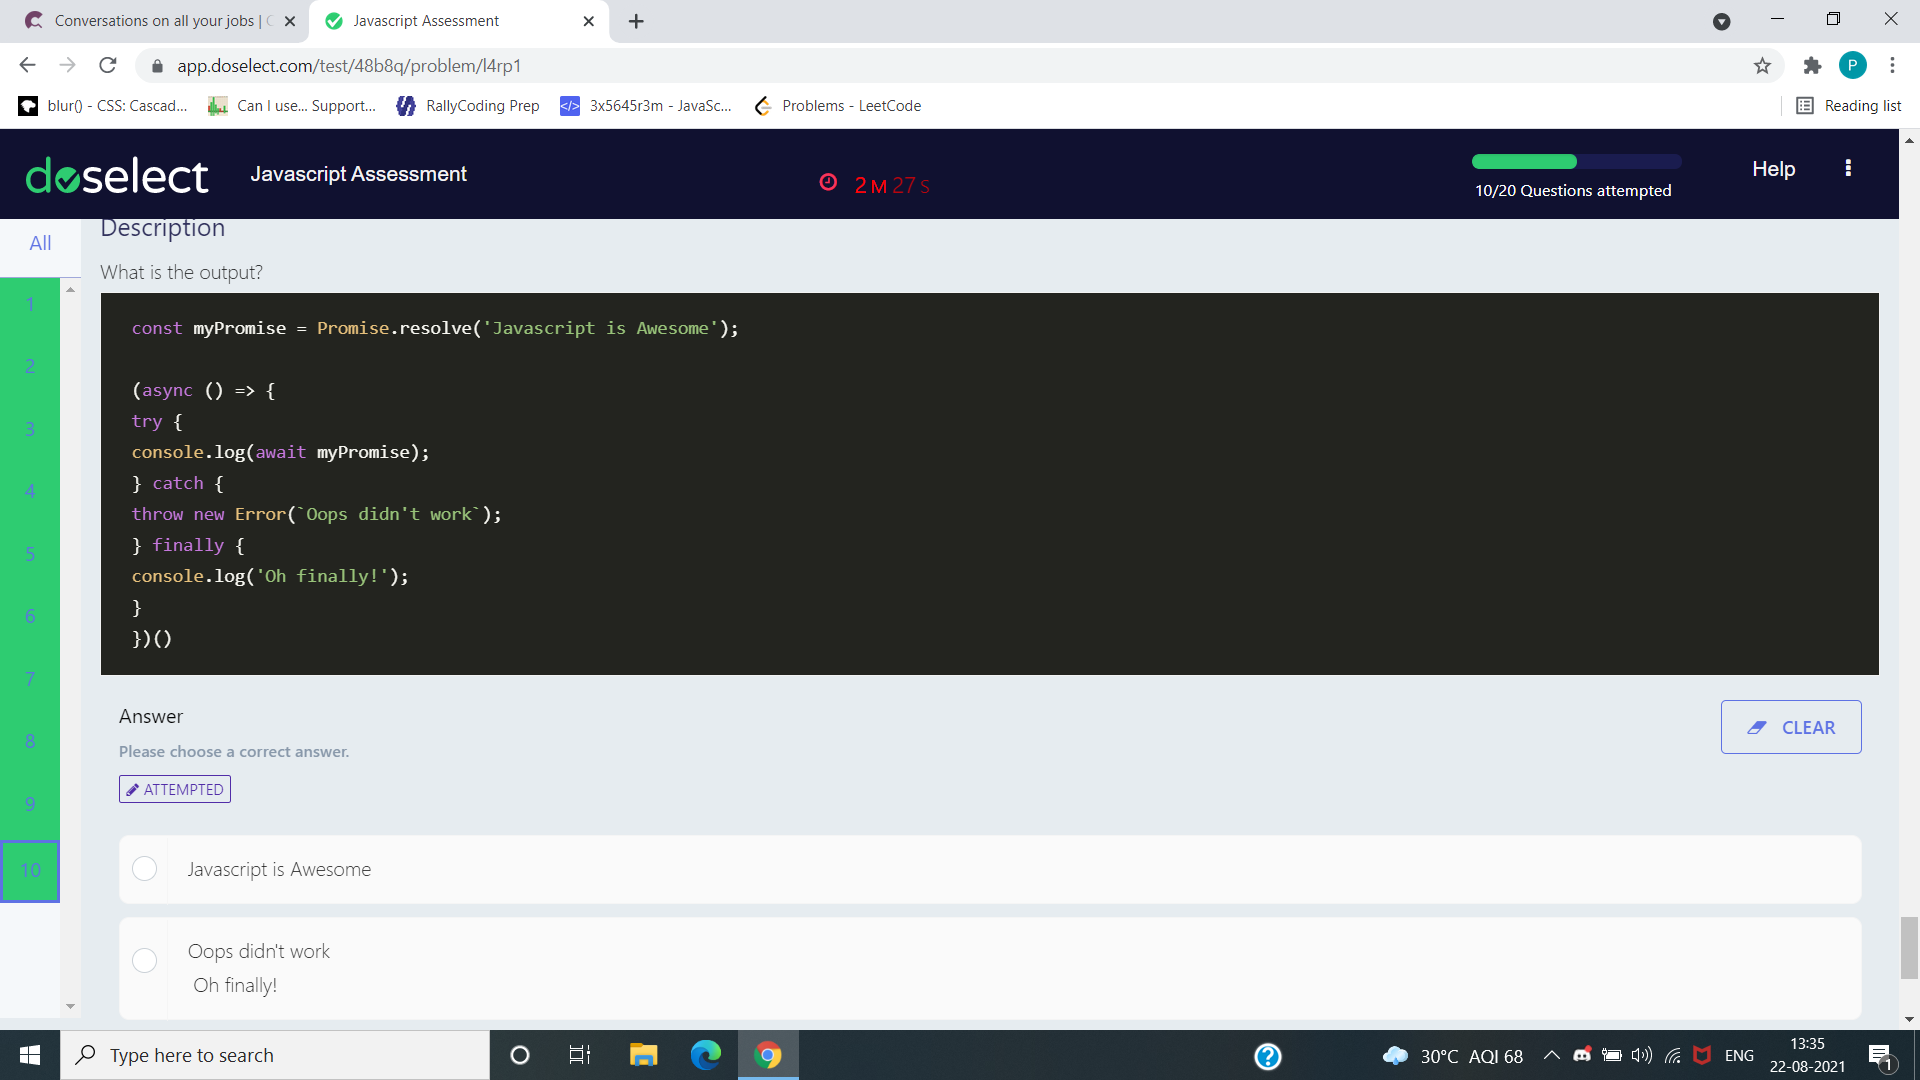 Conversations on all your jobs |
Javascript Assessment
app.doselect.com/test/48b8q/problem/l4rp1
P
blur() - CSS: Cascad...
Can I use... Support...
RallyCoding Prep
3x5645r3m - JavaSc...
Problems - LeetCode
Reading list
doselect
Javascript Assessment
2 M 27 S
10/20 Questions attempted
Help
All
Description
What is the output?
const myPromise = Promise.resolve('Javascript is Awesome');
(async () => {
try {
console.log(await myPromise);
} catch {
throw new Error(`Oops didn't work`);
} finally {
console.log('Oh finally!');
}
})()
1
2
3
4
5
6
7
8
9
10
Answer
CLEAR
Please choose a correct answer.
ATTEMPTED
Javascript is Awesome
Oops didn't work
Oh finally!
Type here to search
30°C AQI 68
ENG
13:35
22-08-2021
1